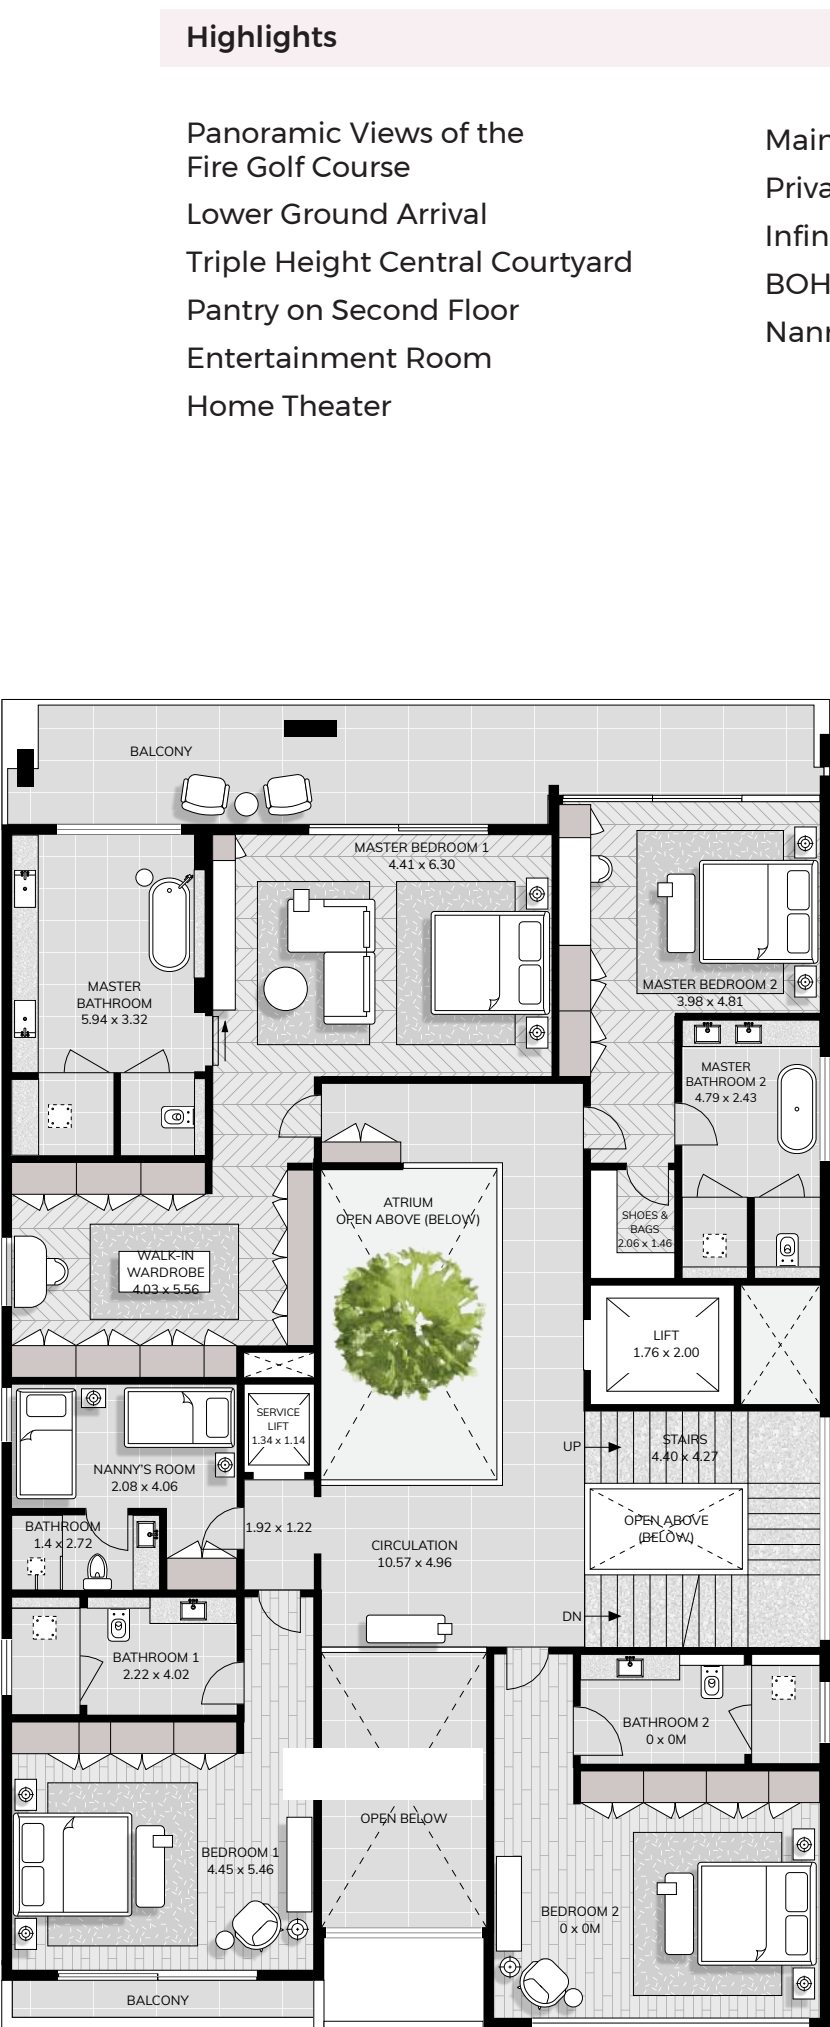 Highlights
Panoramic Views of the
Fire Golf Course
Lower Ground Arrival
Triple Height Central Courtyard
Pantry on Second Floor
Entertainment Room
Home Theater
Main
Priva
Infin
BOH
Nann
BALCONY
MASTER BEDROOM 1
4.41 x 6.30
MASTER
BATHROOM
5.94 x 3.32
MASTER BEDROOM 2
3.98 x 4.81
MASTER
BATHROOM 2
4.79 x 2.43
ATRIUM
OPEN ABOVE (BELOW)
SHOES &
BAGS
2.06 x 1.46
WALK-IN
WARDROBE
4.03 x 5.56
LIFT
1.76 x 2.00
SERVICE
LIFT
1.34 x 1.14
UP
STAIRS
4.40 x 4.27
NANNY'S ROOM
2.08 x 4.06
OPEN ABOVE
(BELOW)
BATHROOM
1.4 x 2.72
1.92 x 1.22
CIRCULATION
10.57 x 4.96
DN
BATHROOM 1
2.22 x 4.02
BATHROOM 2
0 x 0M
OPEN BELOW
BEDROOM 1
4.45 x 5.46
BEDROOM 2
0 x 0M
BALCONY